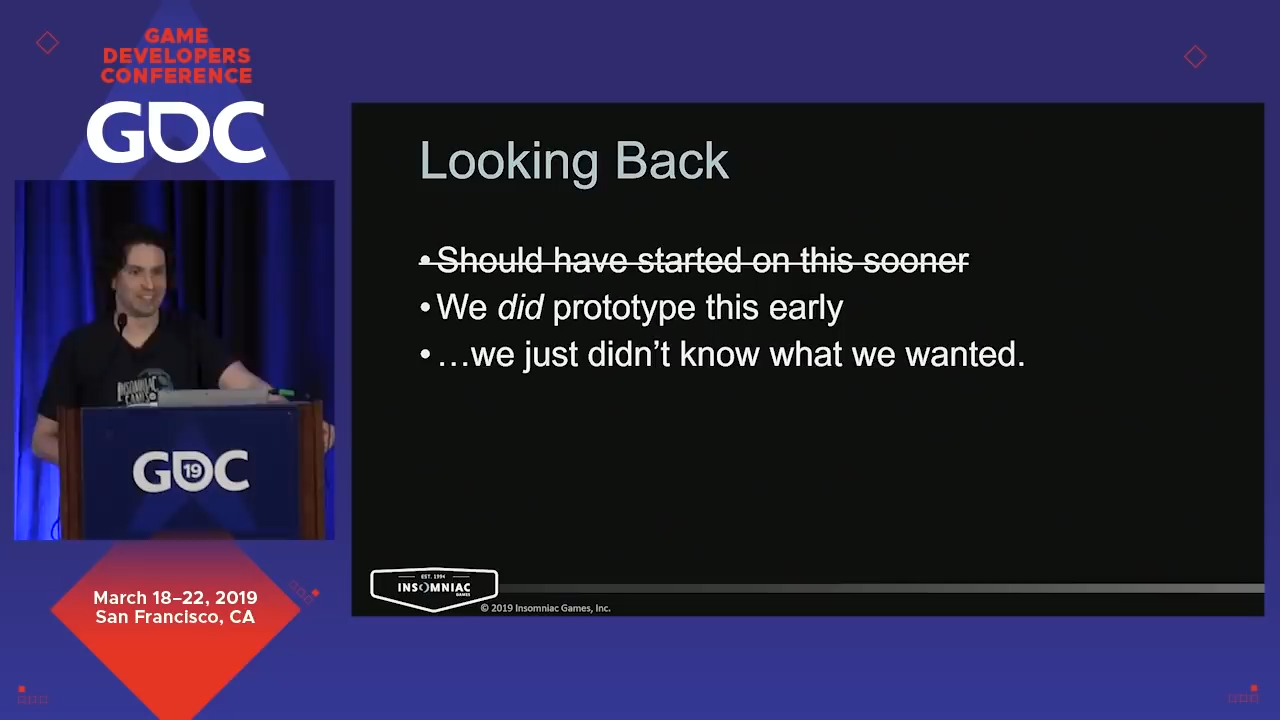 GAME
DEVELOPERS
CONFERENCE
GDC
INSOMNIAC
GAMES
GDC
19
March 18–22, 2019
San Francisco, CA
Looking Back
• Should have started on this sooner
• We did prototype this early
• …we just didn’t know what we wanted.
EST. 1994
INSOMNIAC
GAMES
© 2019 Insomniac Games, Inc.